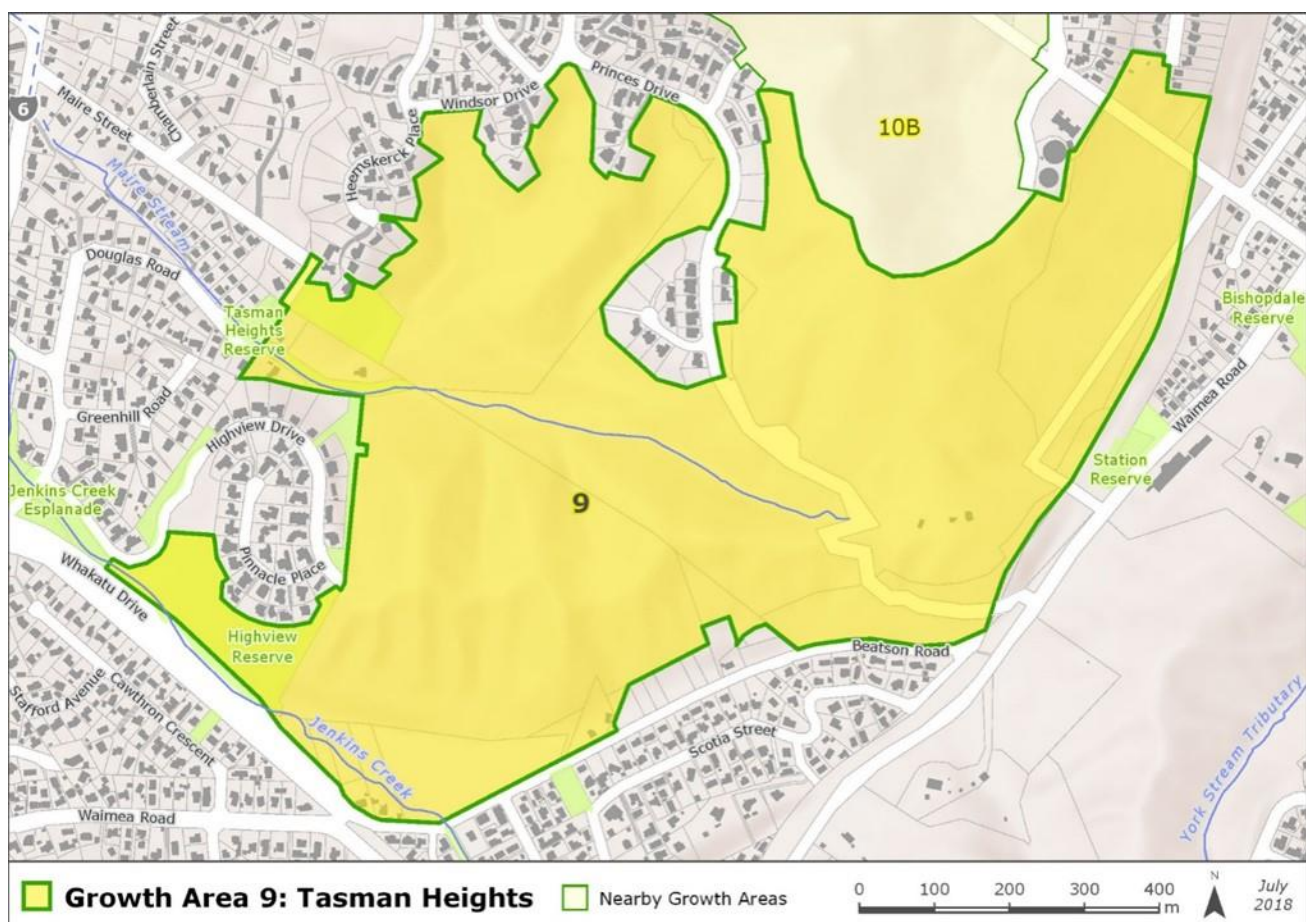 Chamberlain Street
Princes Drive
Windsor Drive
Maire Street
6
10B
Heemskerck Place
Maire Stream
Douglas Road
Tasman
Heights
Reserve
Bishopdale
Reserve
Waimea Road
Greenhill Road
Highview Drive
Station
Reserve
Jenkins Creek
Esplanade
9
Pinnacle Place
Whakatu Drive
Highview
Reserve
Beatson Road
Stafford Avenue
Cawthron Crescent
Jenkins Creek
Scotia Street
York Stream Tributary
Waimea Road
Growth Area 9: Tasman Heights
Nearby Growth Areas
0 100 200 300 400
m
N
July
2018